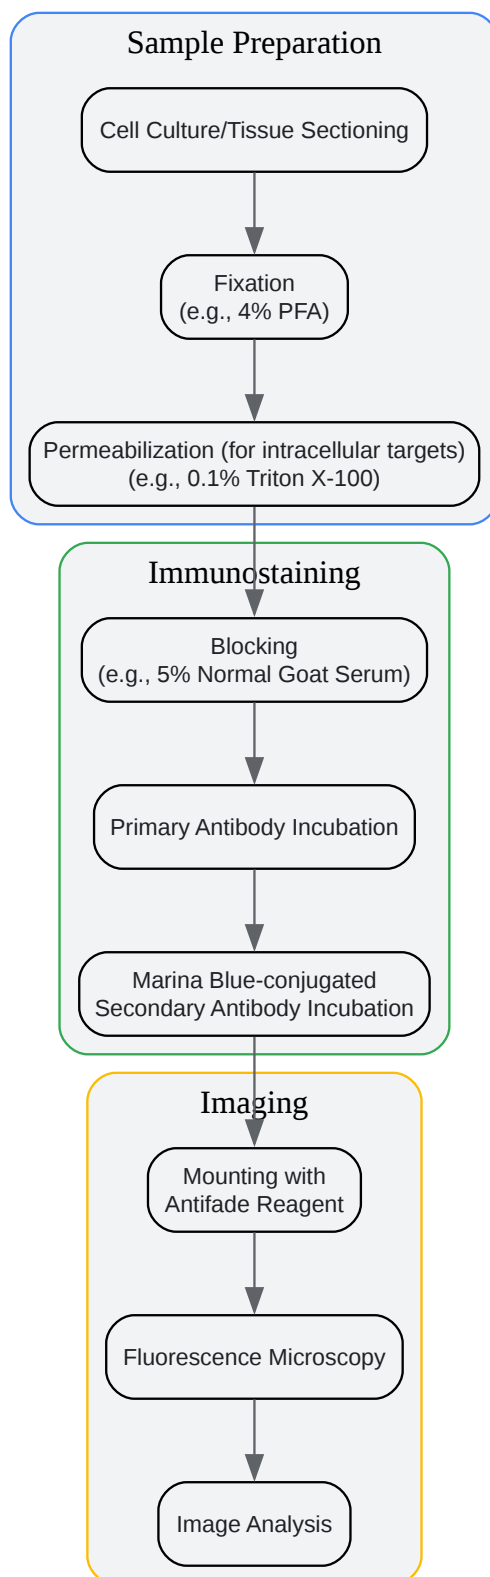 Sample Preparation
Cell Culture/Tissue Sectioning
Fixation
(e.g., 4% PFA)
Permeabilization (for intracellular targets)
(e.g., 0.1% Triton X-100)
Immunostaining
Blocking
(e.g., 5% Normal Goat Serum)
Primary Antibody Incubation
Marina Blue-conjugated
Secondary Antibody Incubation
Imaging
Mounting with
Antifade Reagent
Fluorescence Microscopy
Image Analysis